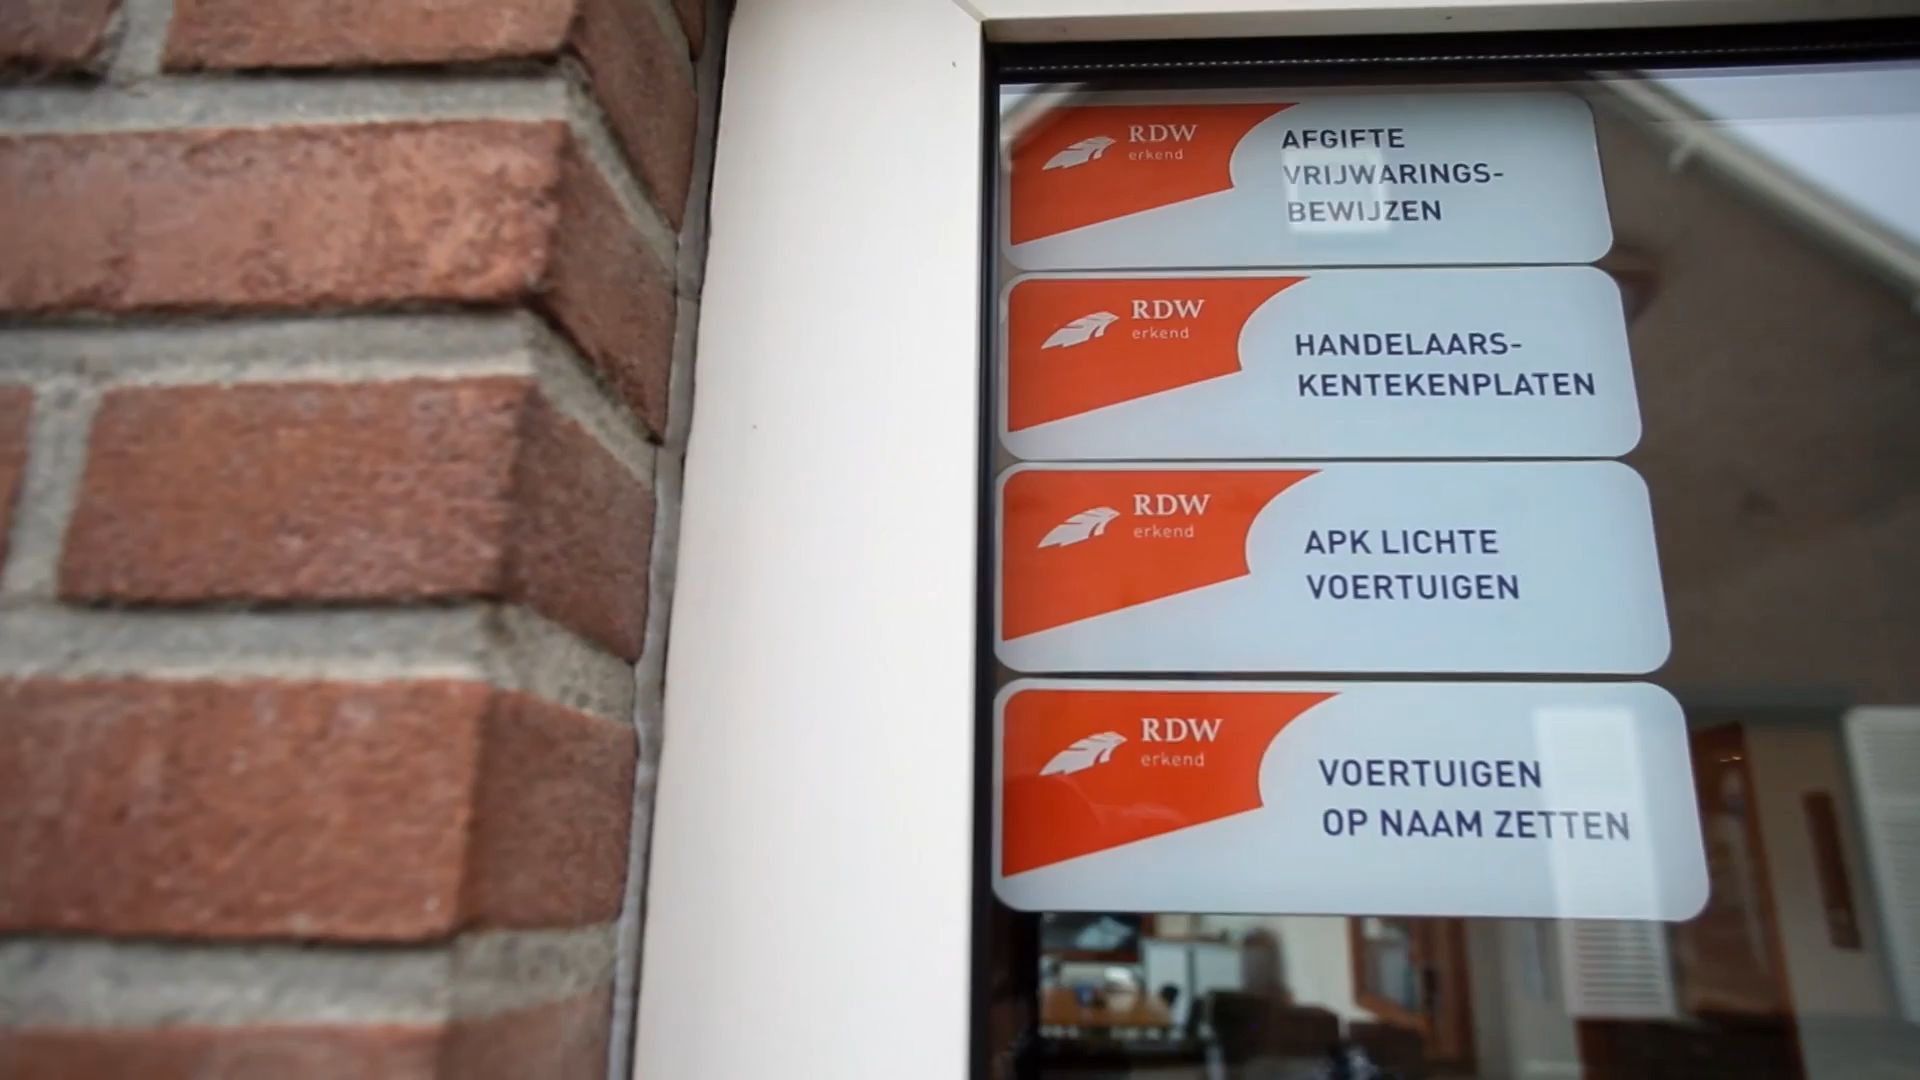 RDW
erkend
AFGIFTE
VRIJWARINGS-
BEWIJZEN
RDW
erkend
HANDELAARS-
KENTEKENPLATEN
RDW
erkend
APK LICHTE
VOERTUIGEN
RDW
erkend
VOERTUIGEN
OP NAAM ZETTEN